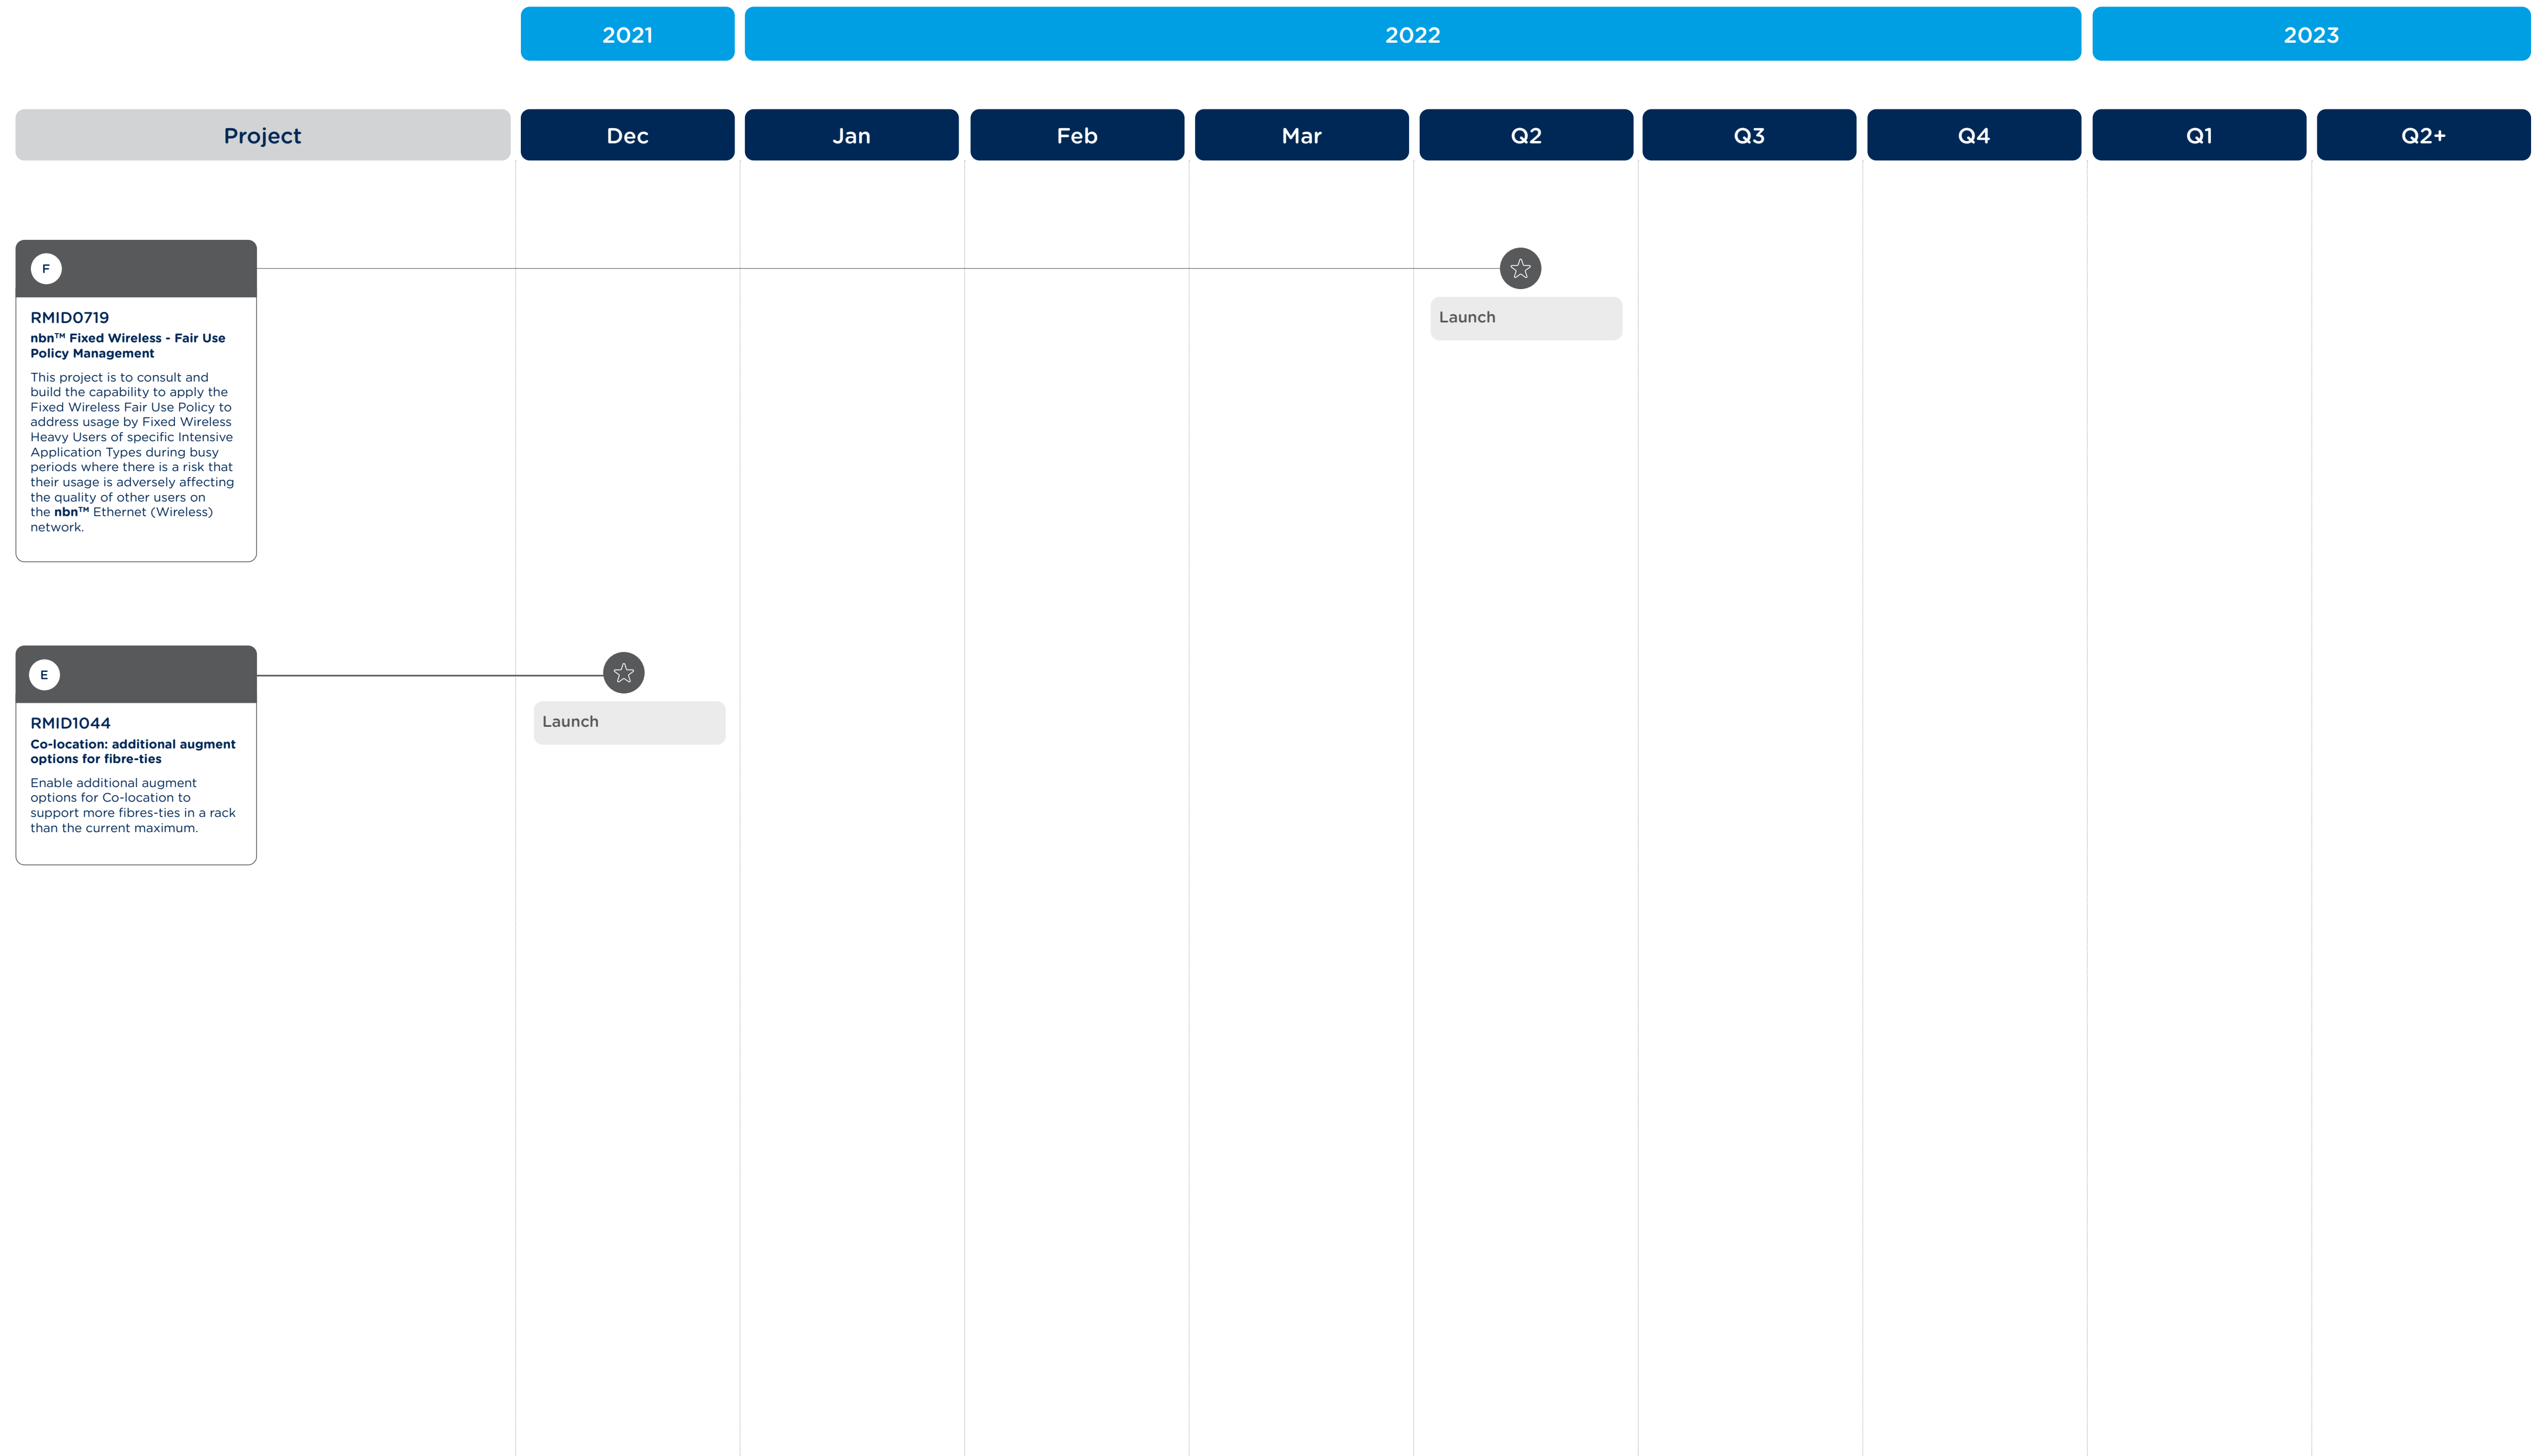 2021
2022
2023
Project
Dec
Jan
Feb
Mar
Q2
Q3
Q4
Q1
Q2+
F
RMID0719
nbn™ Fixed Wireless - Fair Use
Policy Management
This project is to consult and
build the capability to apply the
Fixed Wireless Fair Use Policy to
address usage by Fixed Wireless
Heavy Users of specific Intensive
Application Types during busy
periods where there is a risk that
their usage is adversely affecting
the quality of other users on
the nbn™ Ethernet (Wireless)
network.
Launch
E
RMID1044
Co-location: additional augment
options for fibre-ties
Enable additional augment
options for Co-location to
support more fibres-ties in a rack
than the current maximum.
Launch